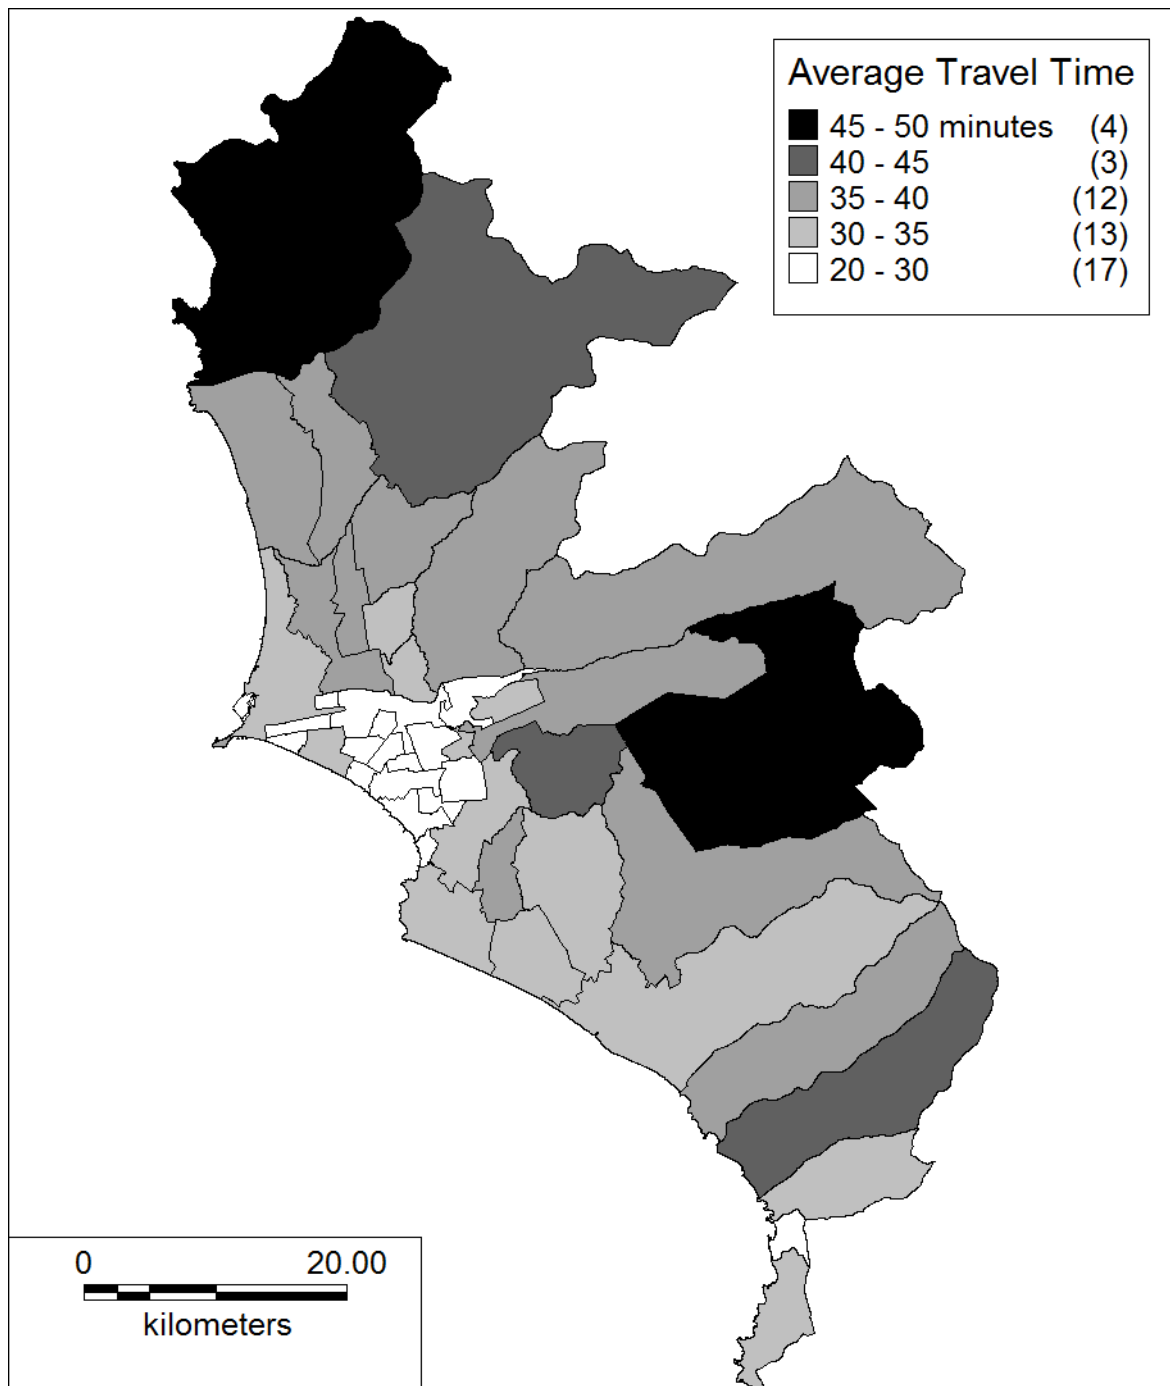 Average Travel Time
45 - 50 minutes (4)
40 - 45 (3)
35 - 40 (12)
30 - 35 (13)
20 - 30 (17)
0 20.00
kilometers